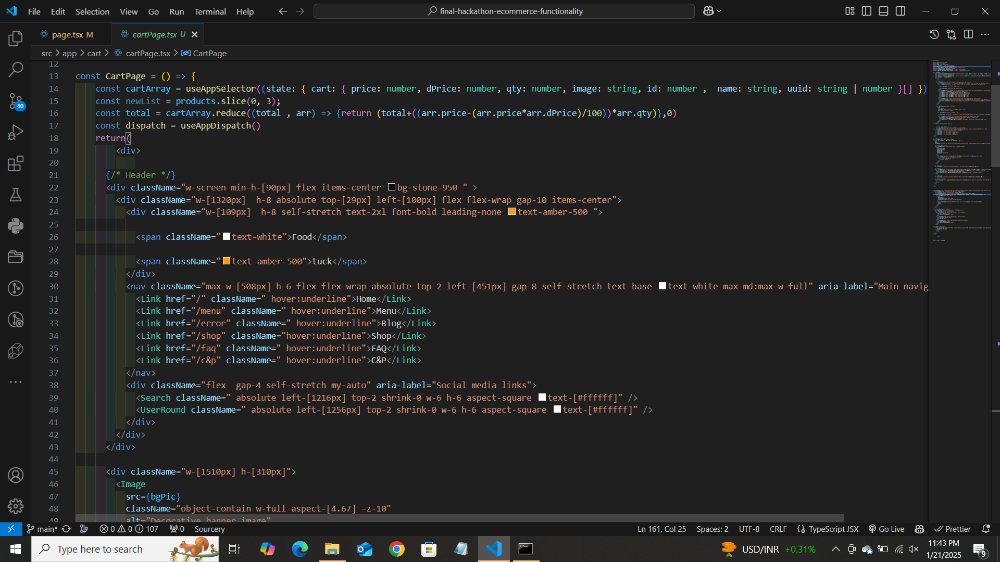 File Edit Selection View Go Run Terminal Help
final-hackathon-ecommerce-functionality
page.tsx M
cartPage.tsx U
src > app > cart > cartPage.tsx > CartPage
12
13 const CartPage = () => {
14 const cartArray = useAppSelector((state: { cart: { price: number, dPrice: number, qty: number, image: string, id: number , name: string, uuid: string | number }[] })
15 const newList = products.slice(0, 3);
16 const total = cartArray.reduce((total , arr) => {return (total+((arr.price-(arr.price*arr.dPrice)/100))*arr.qty)},0)
17 const dispatch = useAppDispatch()
18 return(
19 <div>
20
21 {/* Header */}
22 <div className="w-screen min-h-[90px] flex items-center bg-stone-950 " >
23 <div className="w-[1320px]  h-8 absolute top-[29px] left-[100px] flex flex-wrap gap-10 items-center">
24 <div className="w-[109px]  h-8 self-stretch text-2xl font-bold leading-none text-amber-500 ">
25
26 <span className="text-white">Food</span>
27
28 <span className="text-amber-500">tuck</span>
29 </div>
30 <nav className="max-w-[508px] h-6 flex flex-wrap absolute top-2 left-[451px] gap-8 self-stretch text-base text-white max-md:max-w-full" aria-label="Main navig
31 <Link href="/" className=" hover:underline">Home</Link>
32 <Link href="/menu" className=" hover:underline">Menu</Link>
33 <Link href="/error" className=" hover:underline">Blog</Link>
34 <Link href="/shop" className="hover:underline">Shop</Link>
35 <Link href="/faq" className=" hover:underline">FAQ</Link>
36 <Link href="/c&p" className=" hover:underline">C&P</Link>
37 </nav>
38 <div className="flex  gap-4 self-stretch my-auto" aria-label="Social media links">
39 <Search className=" absolute left-[1216px] top-2 shrink-0 w-6 h-6 aspect-square text-[#ffffff]" />
40 <UserRound className=" absolute left-[1256px] top-2 shrink-0 w-6 h-6 aspect-square text-[#ffffff]" />
41 </div>
42 </div>
43 </div>
44
45 <div className="w-[1510px] h-[310px]">
46 <Image
47 src={bgPic}
48 className="object-contain w-full aspect-[4.67] -z-10"
49 alt="Decorative banner image"
40
main* 0 0 107 0 Sourcery Ln 161, Col 25 Spaces: 2 UTF-8 CRLF TypeScript JSX Go Live Prettier
Type here to search
USD/INR +0.31%
11:43 PM
1/21/2025
9